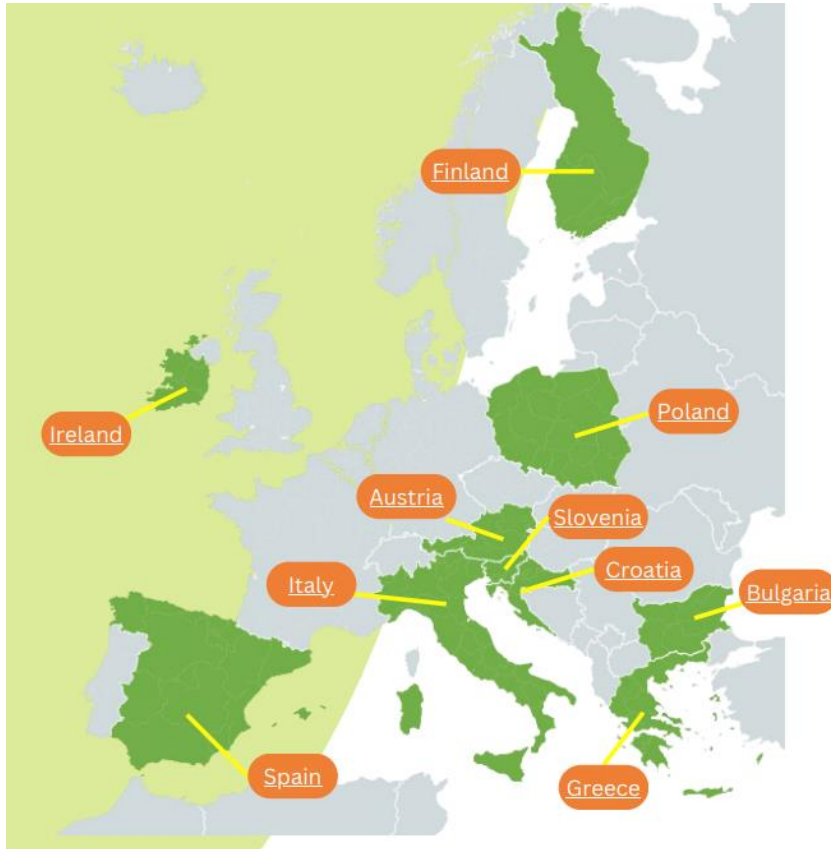 Finland
Ireland
Poland
Austria
Slovenia
Croatia
Italy
Bulgaria
Spain
Greece